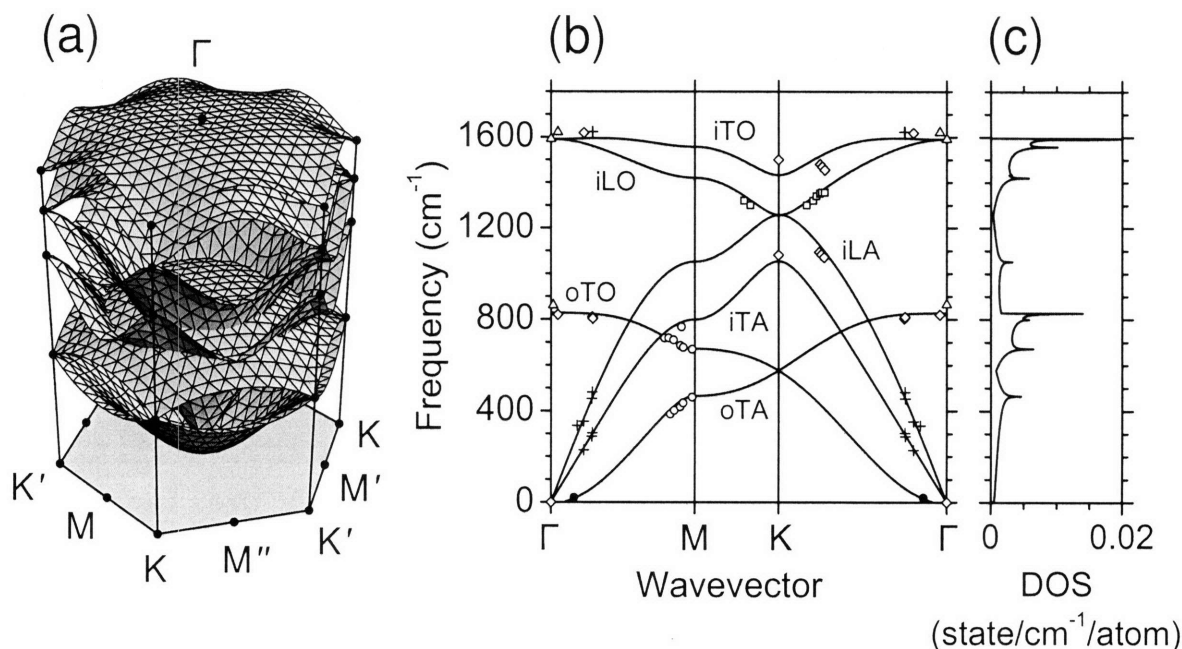 (a)
Γ
K
M′
K′
M″
K
M
K′
(b)
1600
1200
800
400
0
Frequency (cm⁻¹)
iTO
iLO
iLA
oTO
iTA
oTA
Γ
M
K
Γ
Wavevector
(c)
0
0.02
DOS
(state/cm⁻¹/atom)